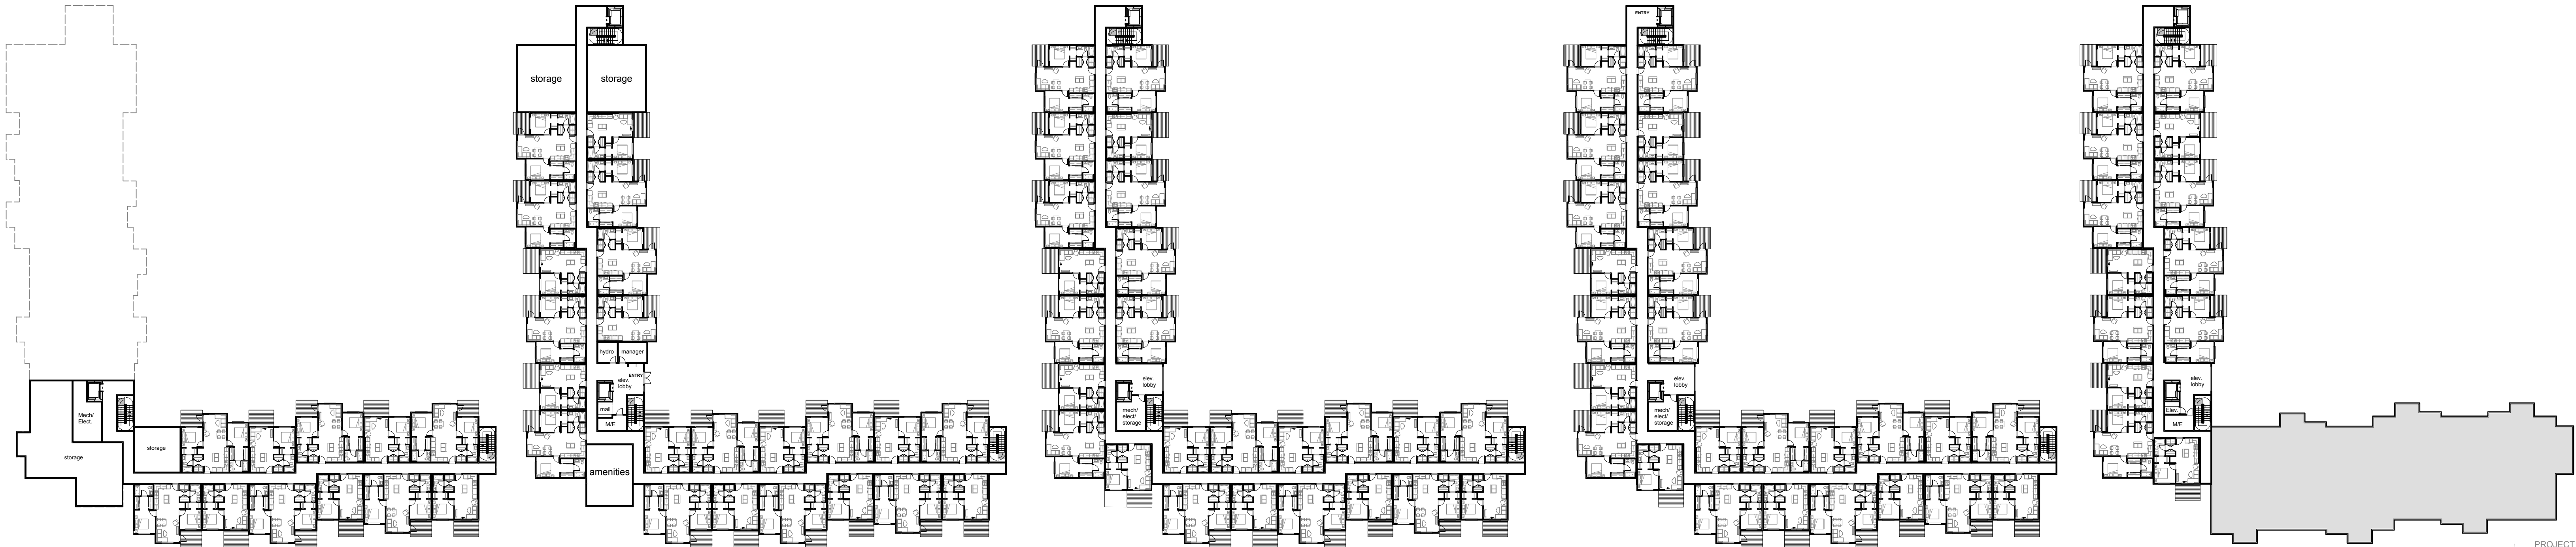 Mech/
Elect.
storage
storage
storage
storage
hydro
manager
ENTRY
elev.
lobby
mail
M/E
amenities
elev.
lobby
mech/
elect/
storage
ENTRY
elev.
lobby
mech/
elect/
storage
elev.
lobby
Elev.
M/E
PROJECT